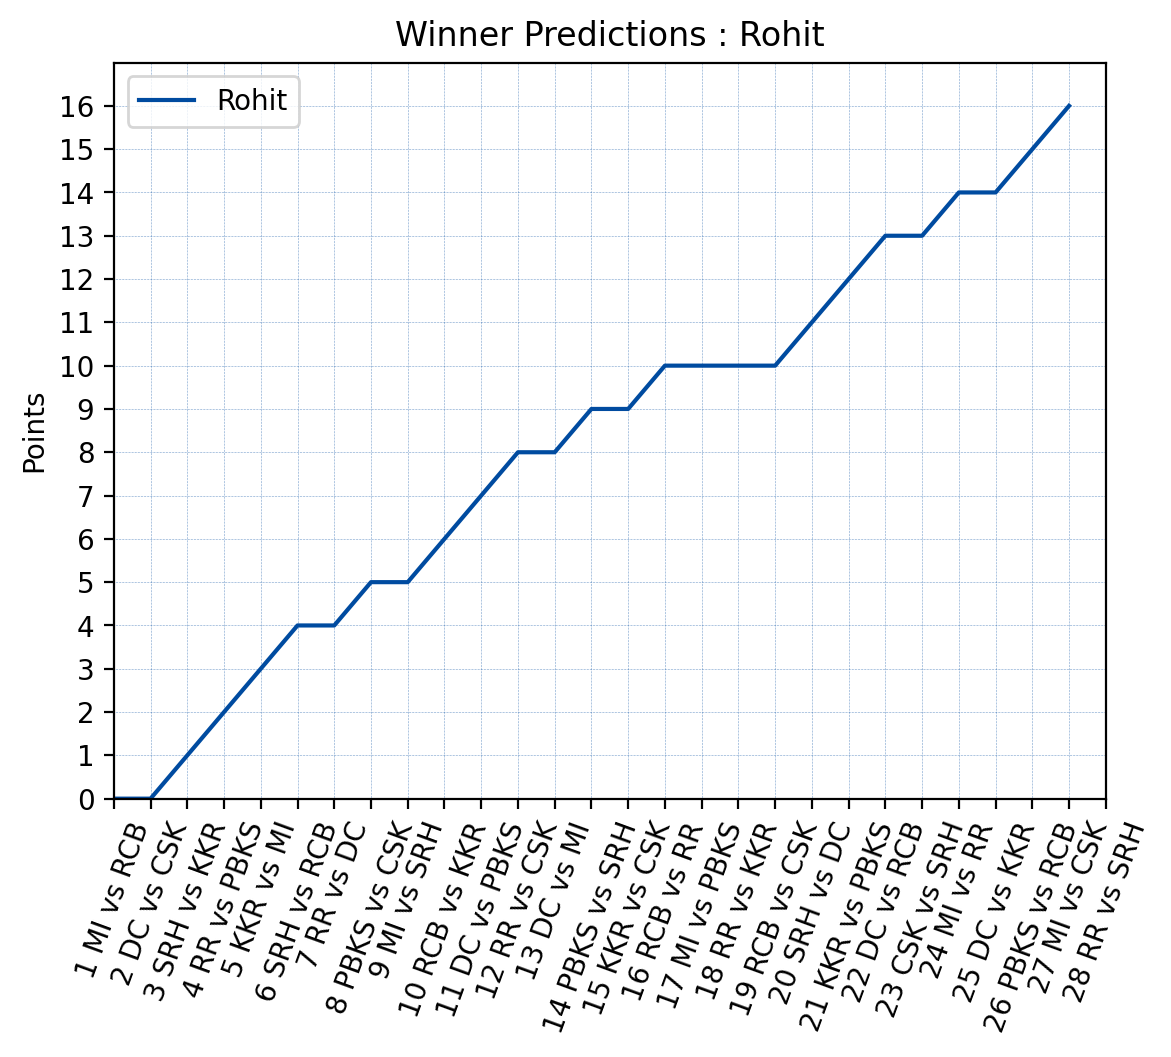 Winner Predictions : Rohit
Rohit
16
15
14
13
12
11
10
9
8
7
6
5
4
3
2
1
0
Points
1 MI vs RCB
2 DC vs CSK
3 SRH vs KKR
4 RR vs PBKS
5 KKR vs MI
6 SRH vs RCB
7 RR vs DC
8 PBKS vs CSK
9 MI vs SRH
10 RCB vs KKR
11 DC vs PBKS
12 RR vs CSK
13 DC vs MI
14 PBKS vs SRH
15 KKR vs CSK
16 RCB vs RR
17 MI vs PBKS
18 RR vs KKR
19 RCB vs CSK
20 SRH vs DC
21 KKR vs PBKS
22 DC vs RCB
23 CSK vs SRH
24 MI vs RR
25 DC vs KKR
26 PBKS vs RCB
27 MI vs CSK
28 RR vs SRH